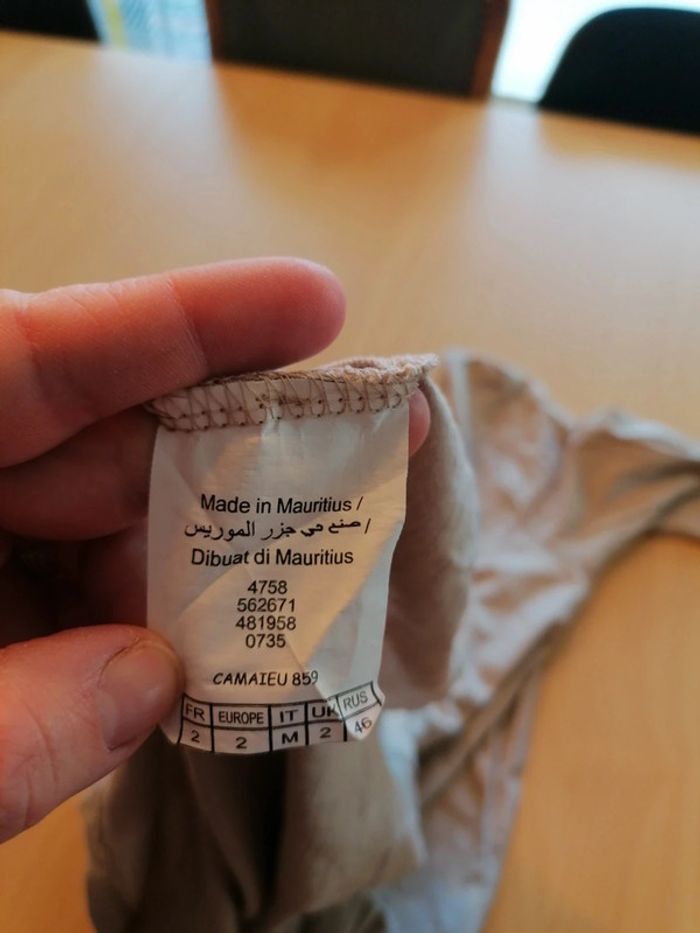 Made in Mauritius /
صنع في جزر الموريس /
Dibuat di Mauritius
4758
562671
481958
0735
CAMAIEU 859
FR EUROPE IT UK RUS
2 2 M 2 46